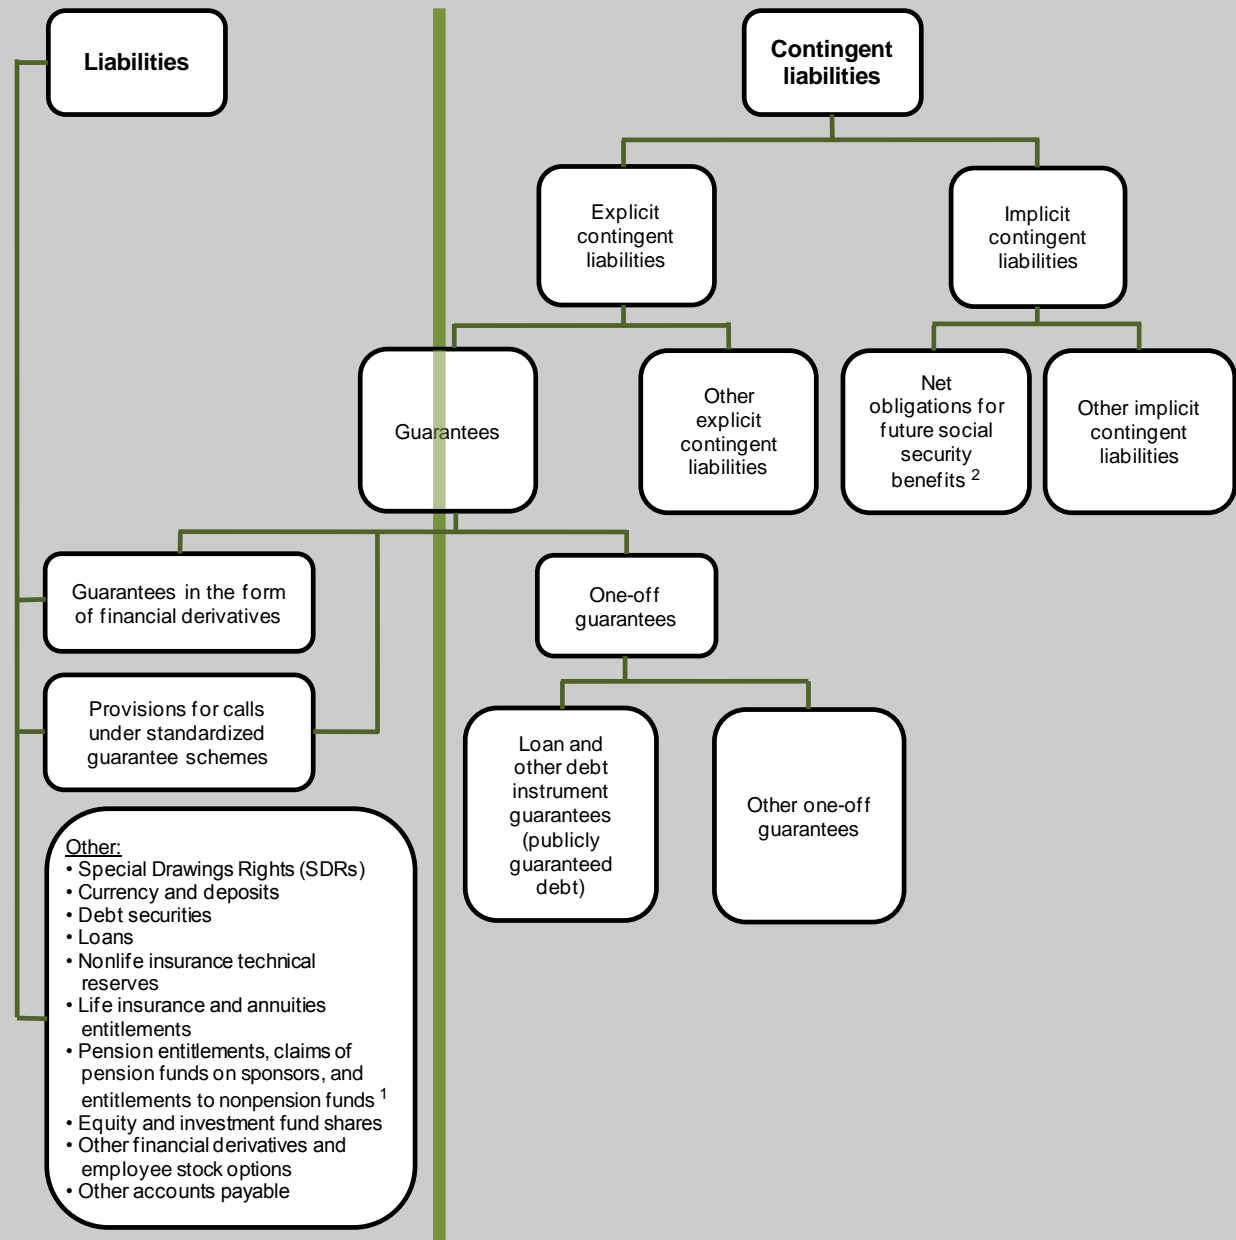 Liabilities
Contingent
liabilities
Explicit
contingent
liabilities
Implicit
contingent
liabilities
Guarantees
Other
explicit
contingent
liabilities
Net
obligations for
future social
security
benefits 2
Other implicit
contingent
liabilities
Guarantees in the form
of financial derivatives
One-off
guarantees
Provisions for calls
under standardized
guarantee schemes
Loan and
other debt
instrument
guarantees
(publicly
guaranteed
debt)
Other one-off
guarantees
Other:
• Special Drawings Rights (SDRs)
• Currency and deposits
• Debt securities
• Loans
• Nonlife insurance technical
reserves
• Life insurance and annuities
entitlements
• Pension entitlements, claims of
pension funds on sponsors, and
entitlements to nonpension funds 1
• Equity and investment fund shares
• Other financial derivatives and
employee stock options
• Other accounts payable